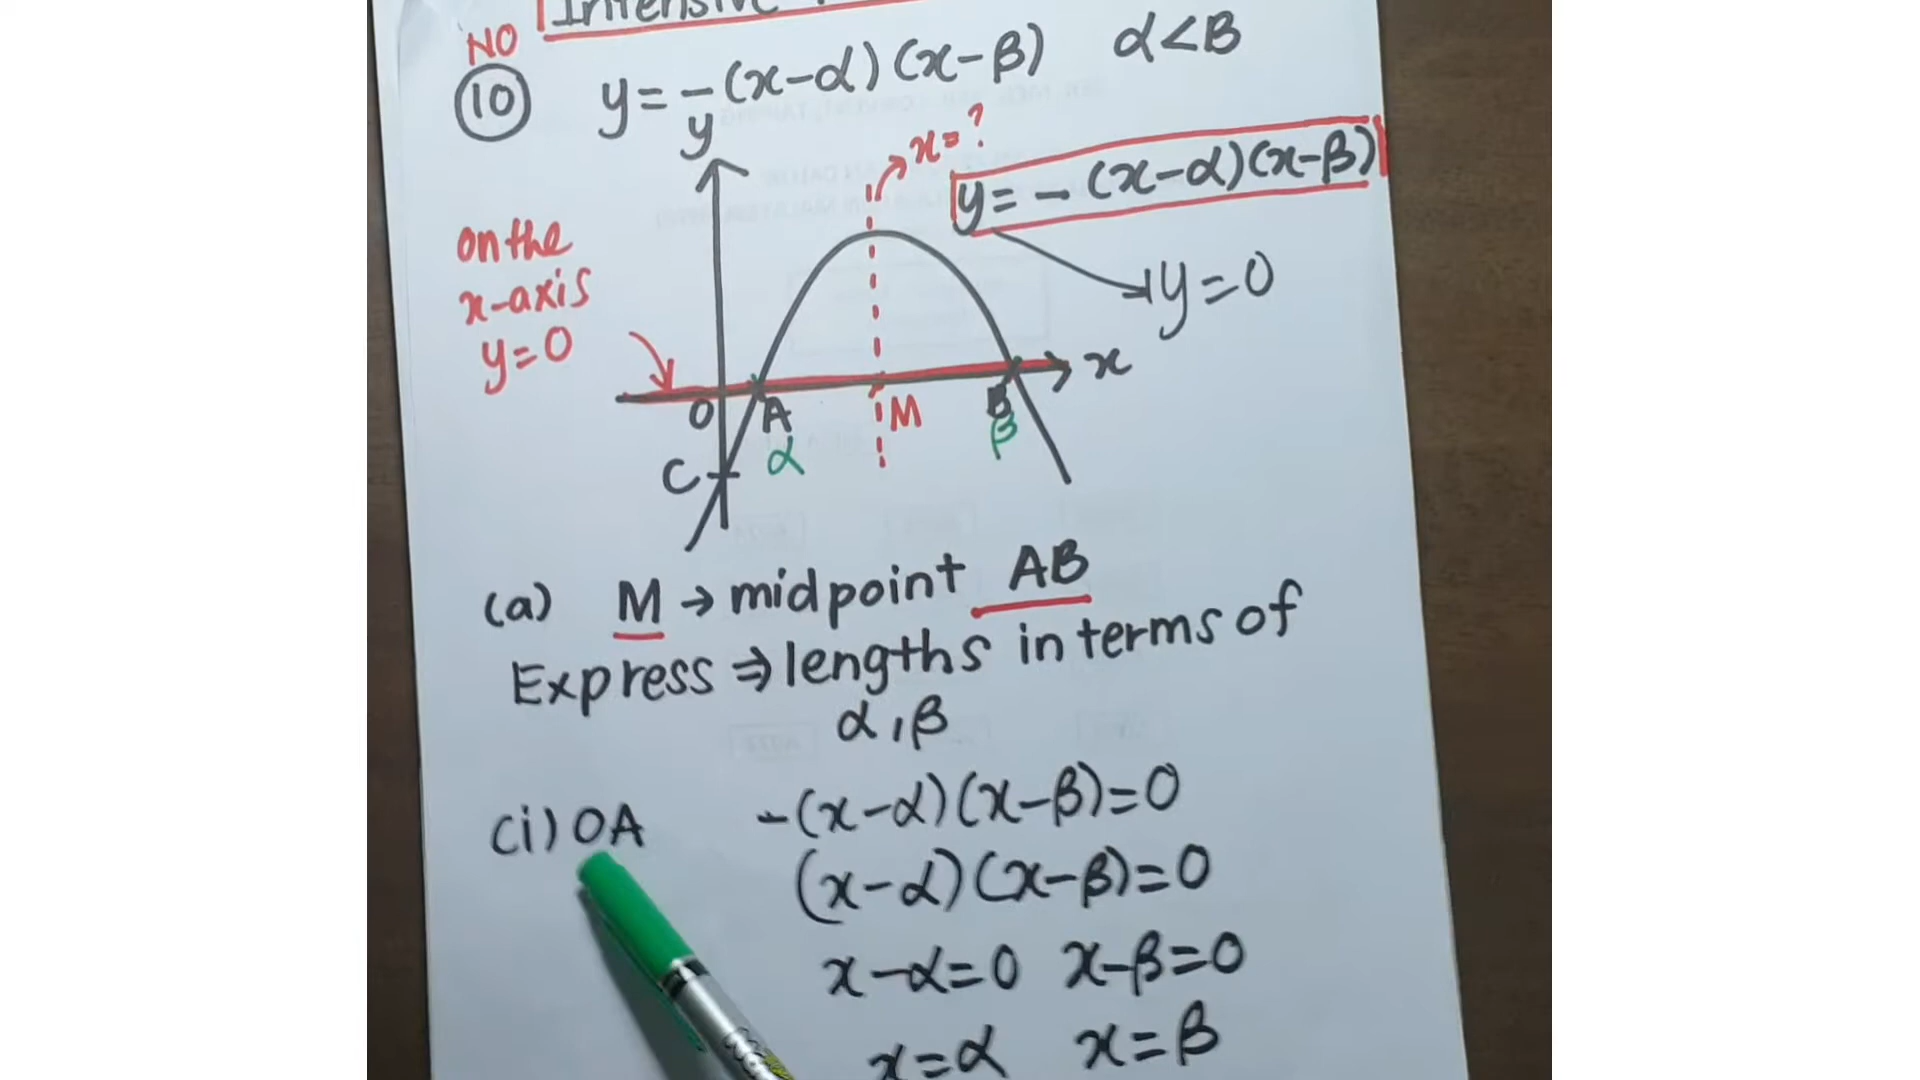 Intensive
NO
10 y=-(x-α)(x-β) α<B
y
x=?
y=-(x-α)(x-β)
on the
x-axis
y=0
y=0
x
O A M B
α β
C
(a) M → midpoint AB
Express ⇒ lengths in terms of
α, β
(i) OA -(x-α)(x-β)=0
(x-α)(x-β)=0
x-α=0 x-β=0
x=α x=β